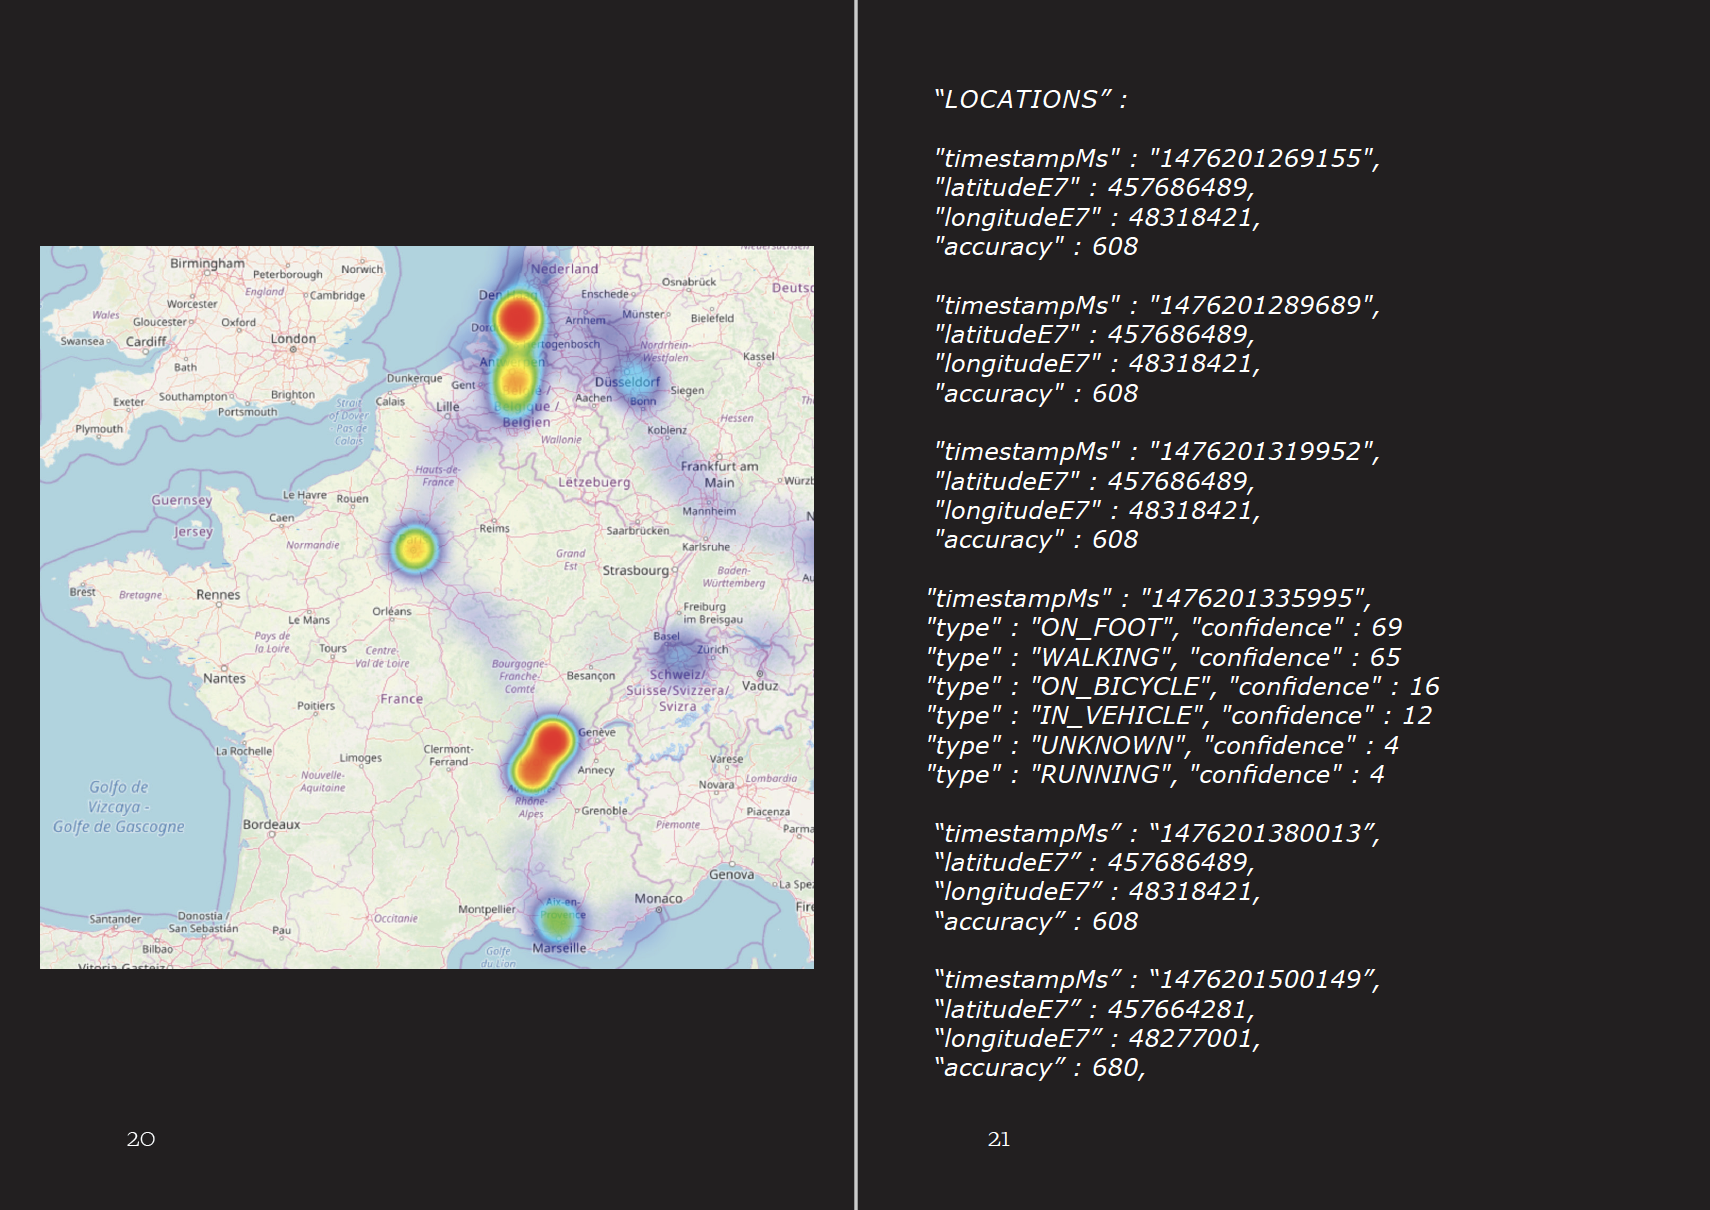 Niedersachsen
Birmingham
Norwich
Nederland
Peterborough
Osnabrück
England
Cambridge
Den Haag
Enschede
Deutsc
Worcester
Wales
Gloucester
Oxford
Arnhem
Münster
Bielefeld
Swansea
Cardiff
London
ertogenbosch
Nordrhein-
Westfalen
Kassel
Bath
Antwerpen
Dunkerque
Gent
Düsseldorf
Siegen
Exeter
Southampton
Brighton
Calais
Aachen
Bonn
Portsmouth
Strait
of Dover
- Pas de
Calais
Lille
België /
Belgique /
Belgien
Hessen
Plymouth
Koblenz
Wallonie
Hauts-de-
France
Frankfurt am
Main
Lëtzebuerg
Würzb
Guernsey
Le Havre
Rouen
Mannheim
Caen
Reims
Saarbrücken
Jersey
Normandie
Karlsruhe
Grand
Est
Strasbourg
Baden-
Württemberg
Brest
Bretagne
Rennes
Orléans
Freiburg
im Breisgau
Le Mans
Pays de
la Loire
Tours
Centre-
Val de Loire
Basel
Zürich
Nantes
Bourgogne-
Franche-
Comté
Besançon
Schweiz/
Suisse/Svizzera/
Svizra
Vaduz
France
Poitiers
La Rochelle
Limoges
Clermont-
Ferrand
Genève
Annecy
Varese
Nouvelle-
Aquitaine
Lombardia
Novara
Golfo de
Vizcaya -
Golfe de Gascogne
Rhône-
Alpes
Grenoble
Piacenza
Bordeaux
Piemonte
Parma
Genova
La Spez
Aix-en-
Provence
Monaco
Montpellier
Fire
Santander
Donostia /
San Sebastián
Occitanie
Pau
Marseille
Bilbao
Golfe
du Lion
Vitoria-Gasteiz
20
“LOCATIONS” :
"timestampMs" : "1476201269155",
"latitudeE7" : 457686489,
"longitudeE7" : 48318421,
"accuracy" : 608
"timestampMs" : "1476201289689",
"latitudeE7" : 457686489,
"longitudeE7" : 48318421,
"accuracy" : 608
"timestampMs" : "1476201319952",
"latitudeE7" : 457686489,
"longitudeE7" : 48318421,
"accuracy" : 608
"timestampMs" : "1476201335995",
"type" : "ON_FOOT", "confidence" : 69
"type" : "WALKING", "confidence" : 65
"type" : "ON_BICYCLE", "confidence" : 16
"type" : "IN_VEHICLE", "confidence" : 12
"type" : "UNKNOWN", "confidence" : 4
"type" : "RUNNING", "confidence" : 4
“timestampMs” : “1476201380013”,
“latitudeE7” : 457686489,
“longitudeE7” : 48318421,
“accuracy” : 608
“timestampMs” : “1476201500149”,
“latitudeE7” : 457664281,
“longitudeE7” : 48277001,
“accuracy” : 680,
21